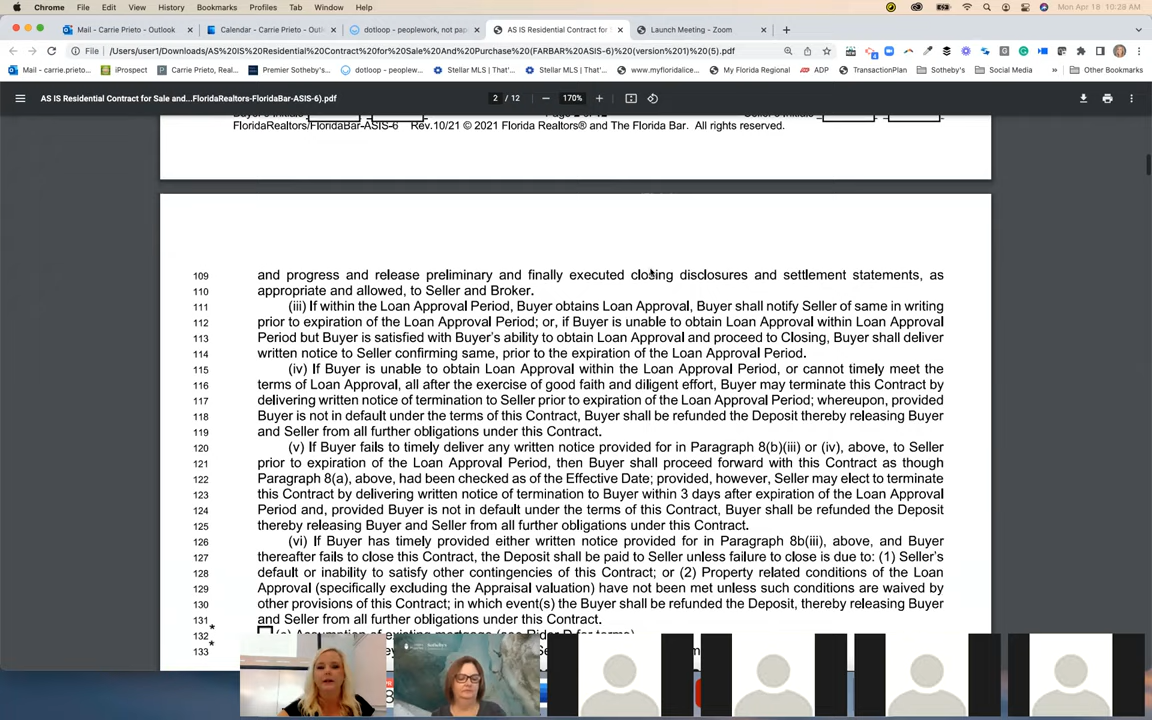 Chrome File Edit View History Bookmarks Profiles Tab Window Help Mon Apr 18 10:28 AM
Mail - Carrie Prieto - Outlook Calendar - Carrie Prieto - Outlook dotloop - peoplework, not pap AS IS Residential Contract for Launch Meeting - Zoom
File /Users/user1/Downloads/AS%20IS%20Residential%20Contract%20for%20Sale%20And%20Purchase%20(FARBAR%20ASIS-6)%20(version%201)%20(5).pdf
Mail - carrie.prieto... iProspect Carrie Prieto, Real... Premier Sotheby's... dotloop - peoplew... Stellar MLS | That'... Stellar MLS | That'... www.myfloridalice... My Florida Regional ADP TransactionPlan Sotheby's Social Media Other Bookmarks
AS IS Residential Contract for Sale and...FloridaRealtors-FloridaBar-ASIS-6).pdf 2 / 12 170%
FloridaRealtors/FloridaBar-ASIS-6 Rev.10/21 © 2021 Florida Realtors® and The Florida Bar. All rights reserved.
109 and progress and release preliminary and finally executed closing disclosures and settlement statements, as
110 appropriate and allowed, to Seller and Broker.
111 (iii) If within the Loan Approval Period, Buyer obtains Loan Approval, Buyer shall notify Seller of same in writing
112 prior to expiration of the Loan Approval Period; or, if Buyer is unable to obtain Loan Approval within Loan Approval
113 Period but Buyer is satisfied with Buyer's ability to obtain Loan Approval and proceed to Closing, Buyer shall deliver
114 written notice to Seller confirming same, prior to the expiration of the Loan Approval Period.
115 (iv) If Buyer is unable to obtain Loan Approval within the Loan Approval Period, or cannot timely meet the
116 terms of Loan Approval, all after the exercise of good faith and diligent effort, Buyer may terminate this Contract by
117 delivering written notice of termination to Seller prior to expiration of the Loan Approval Period; whereupon, provided
118 Buyer is not in default under the terms of this Contract, Buyer shall be refunded the Deposit thereby releasing Buyer
119 and Seller from all further obligations under this Contract.
120 (v) If Buyer fails to timely deliver any written notice provided for in Paragraph 8(b)(iii) or (iv), above, to Seller
121 prior to expiration of the Loan Approval Period, then Buyer shall proceed forward with this Contract as though
122 Paragraph 8(a), above, had been checked as of the Effective Date; provided, however, Seller may elect to terminate
123 this Contract by delivering written notice of termination to Buyer within 3 days after expiration of the Loan Approval
124 Period and, provided Buyer is not in default under the terms of this Contract, Buyer shall be refunded the Deposit
125 thereby releasing Buyer and Seller from all further obligations under this Contract.
126 (vi) If Buyer has timely provided either written notice provided for in Paragraph 8b(iii), above, and Buyer
127 thereafter fails to close this Contract, the Deposit shall be paid to Seller unless failure to close is due to: (1) Seller's
128 default or inability to satisfy other contingencies of this Contract; or (2) Property related conditions of the Loan
129 Approval (specifically excluding the Appraisal valuation) have not been met unless such conditions are waived by
130 other provisions of this Contract; in which event(s) the Buyer shall be refunded the Deposit, thereby releasing Buyer
131 and Seller from all further obligations under this Contract.
132 * (c) Assumption of existing mortgage (see Rider D for terms)
133 *